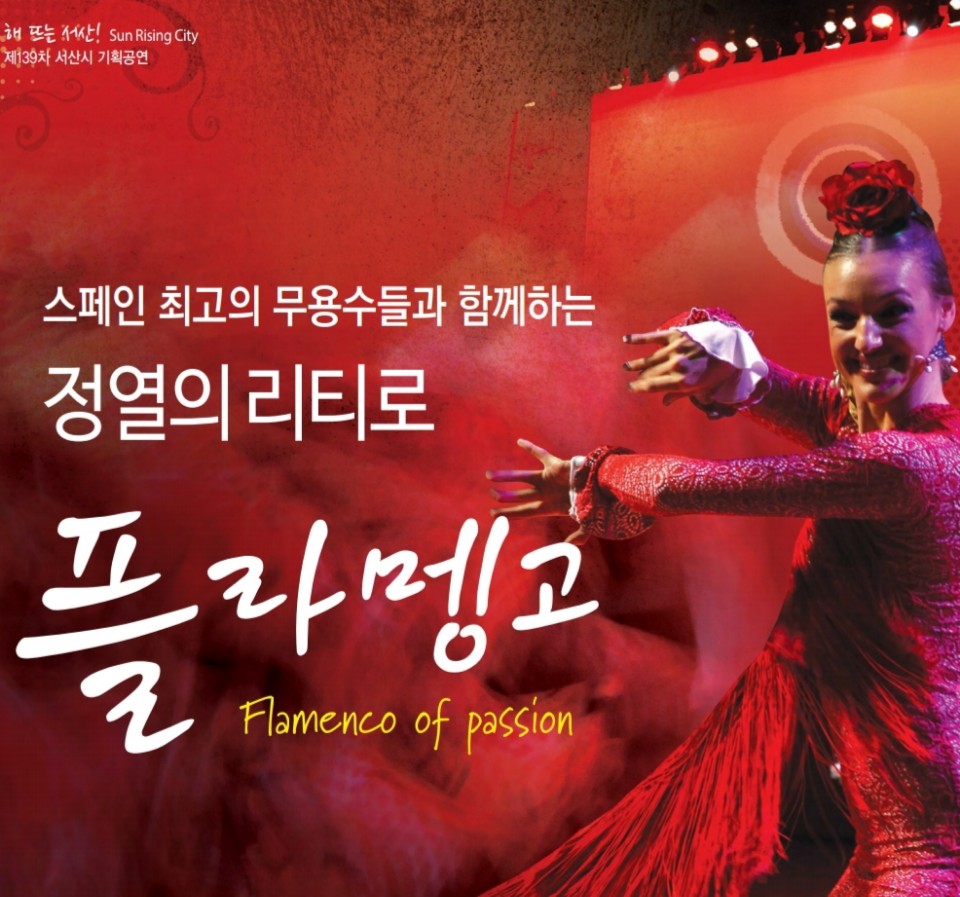 해 뜨는 서산! Sun Rising City
제139차 서산시 기획공연
스페인 최고의 무용수들과 함께하는
정열의 리티로
플라멩고
Flamenco of passion